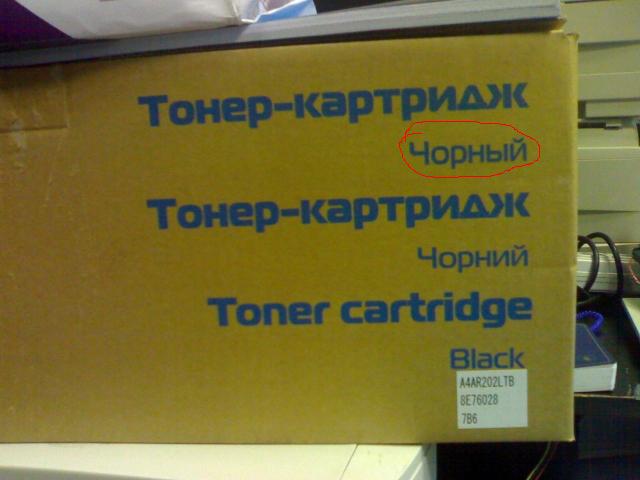 Тонер-картридж
Чорный
Тонер-картридж
Чорний
Toner cartridge
Black
A4AR202LTB
8E76028
7B6